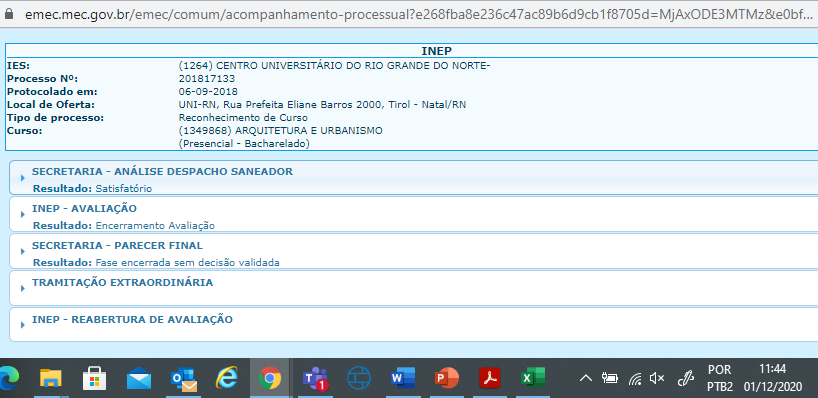 emec.mec.gov.br/emec/comum/acompanhamento-processual?e268fba8e236c47ac89b6d9cb1f8705d=MjAxODE3MTMz&e0bf...
INEP
IES: (1264) CENTRO UNIVERSITÁRIO DO RIO GRANDE DO NORTE-
Processo Nº: 201817133
Protocolado em: 06-09-2018
Local de Oferta: UNI-RN, Rua Prefeita Eliane Barros 2000, Tirol - Natal/RN
Tipo de processo: Reconhecimento de Curso
Curso: (1349868) ARQUITETURA E URBANISMO
(Presencial - Bacharelado)
SECRETARIA - ANÁLISE DESPACHO SANEADOR
Resultado: Satisfatório
INEP - AVALIAÇÃO
Resultado: Encerramento Avaliação
SECRETARIA - PARECER FINAL
Resultado: Fase encerrada sem decisão validada
TRAMITAÇÃO EXTRAORDINÁRIA
INEP - REABERTURA DE AVALIAÇÃO
POR 11:44
PTB2 01/12/2020